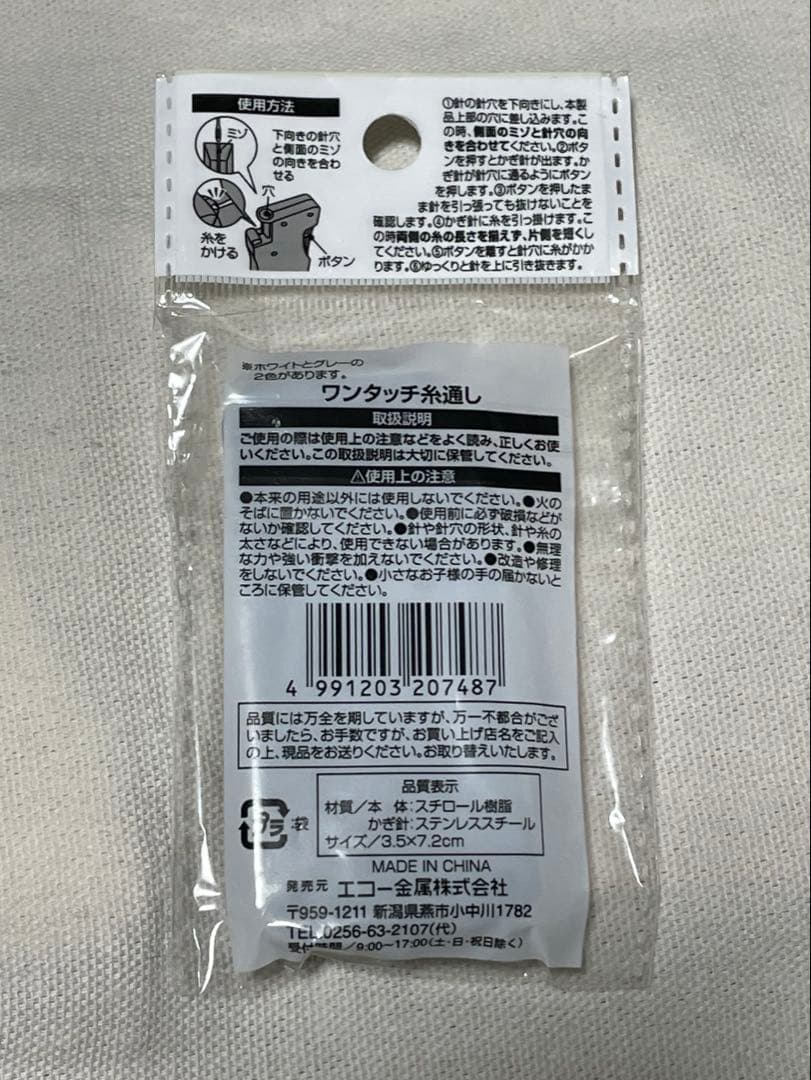 使用方法
ミゾ
下向きの針穴
と側面のミゾ
の向きを合わ
せる
穴
糸を
かける
ボタン
①針の針穴を下向きにし、本製
品上部の穴に差し込みます。こ
の時、側面のミゾと針穴の向
きを合わせてください。②ボタ
ンを押すとかぎ針が出ます。か
ぎ針が針穴に通るようにボタン
を押します。③ボタンを押したま
ま針を引っ張っても抜けないことを
確認します。④かぎ針に糸を引っ掛けます。こ
の時両側の糸の長さを揃えず、片側を短くし
てください。⑤ボタンを離すと針穴に糸がかか
ります。⑥ゆっくりと針を上に引き抜きます。
※ホワイトとグレーの
2色があります。
ワンタッチ糸通し
取扱説明
ご使用の際は使用上の注意などをよく読み、正しくお使
いください。この取扱説明は大切に保管してください。
⚠使用上の注意
●本来の用途以外には使用しないでください。●火の
そばに置かないでください。●使用前に必ず破損などが
ないか確認してください。●針や針穴の形状、針や糸の
太さなどにより、使用できない場合があります。●無理
な力や強い衝撃を加えないでください。●改造や修理
をしないでください。●小さなお子様の手の届かないと
ころに保管してください。
4 991203 207487
品質には万全を期していますが、万一不都合がござ
いましたら、お手数ですが、お買い上げ店名をご記入
の上、現品をお送りください。お取り替えいたします。
品質表示
材質/本 体:スチロール樹脂
かぎ針:ステンレススチール
サイズ/3.5×7.2cm
プラ 袋
MADE IN CHINA
発売元 エコー金属株式会社
〒959-1211 新潟県燕市小中川1782
TEL.0256-63-2107(代)
受付時間/9:00〜17:00(土・日・祝日除く)